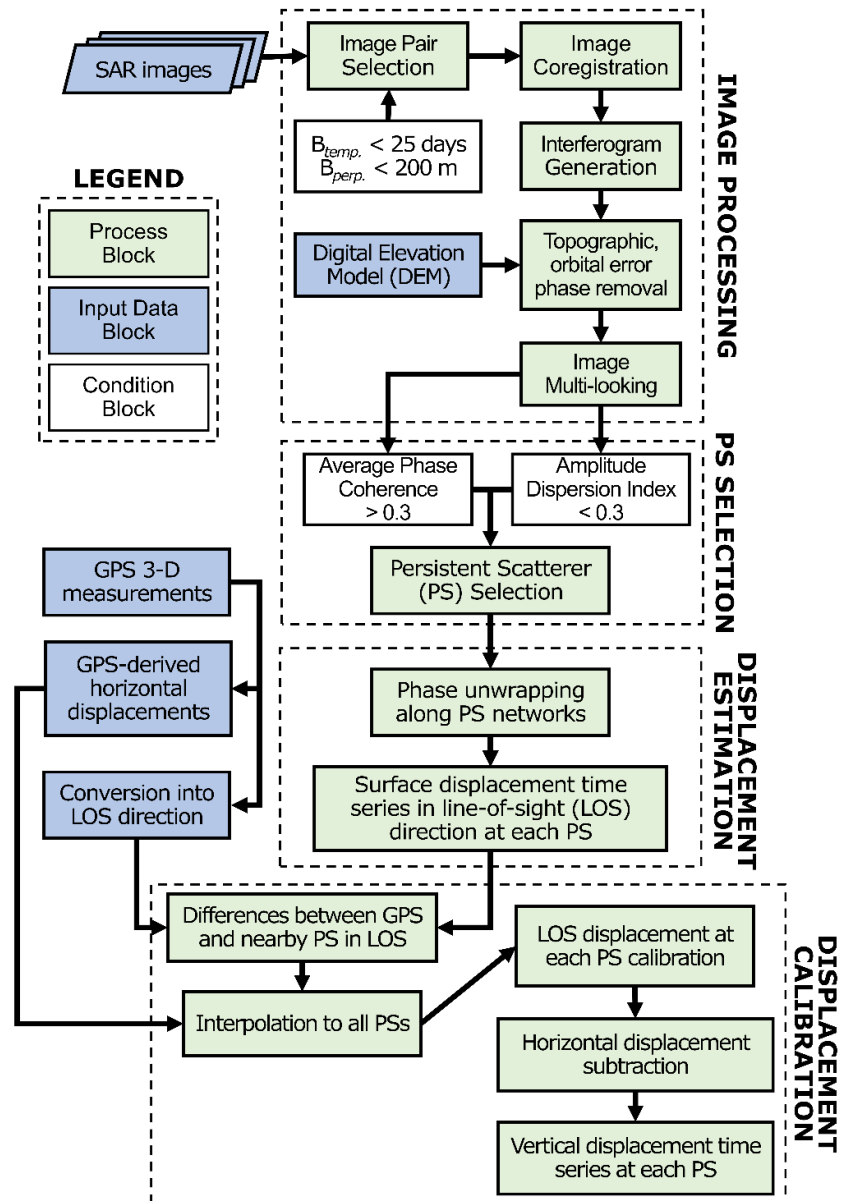 SAR images
Image Pair
Selection
Image
Coregistration
B temp. < 25 days
B perp. < 200 m
Interferogram
Generation
Digital Elevation
Model (DEM)
Topographic,
orbital error
phase removal
Image
Multi-looking
IMAGE PROCESSING
LEGEND
Process
Block
Input Data
Block
Condition
Block
Average Phase
Coherence
> 0.3
Amplitude
Dispersion Index
< 0.3
Persistent Scatterer
(PS) Selection
PS SELECTION
GPS 3-D
measurements
GPS-derived
horizontal
displacements
Conversion into
LOS direction
Phase unwrapping
along PS networks
Surface displacement time
series in line-of-sight (LOS)
direction at each PS
DISPLACEMENT
ESTIMATION
Differences between GPS
and nearby PS in LOS
Interpolation to all PSs
LOS displacement at
each PS calibration
Horizontal displacement
subtraction
Vertical displacement time
series at each PS
DISPLACEMENT
CALIBRATION